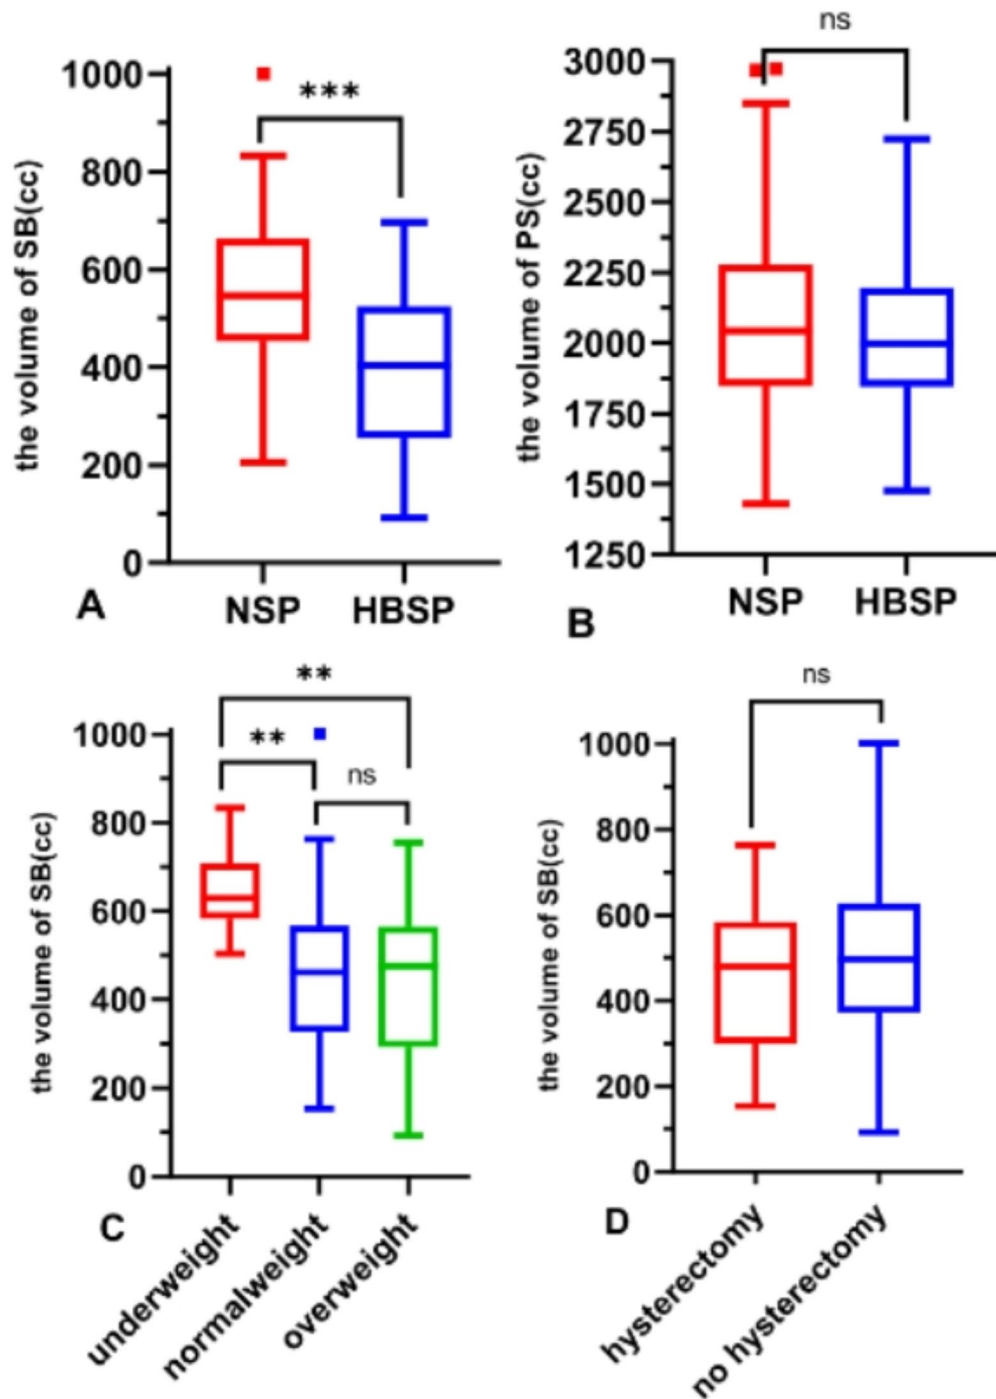 the volume of SB(cc)
1000
800
600
400
200
0
***
NSP
HBSP
A
the volume of PS(cc)
3000
2750
2500
2250
2000
1750
1500
1250
ns
NSP
HBSP
B
the volume of SB(cc)
1000
800
600
400
200
0
**
**
ns
underweight
normalweight
overweight
C
the volume of SB(cc)
1000
800
600
400
200
0
ns
hysterectomy
no hysterectomy
D